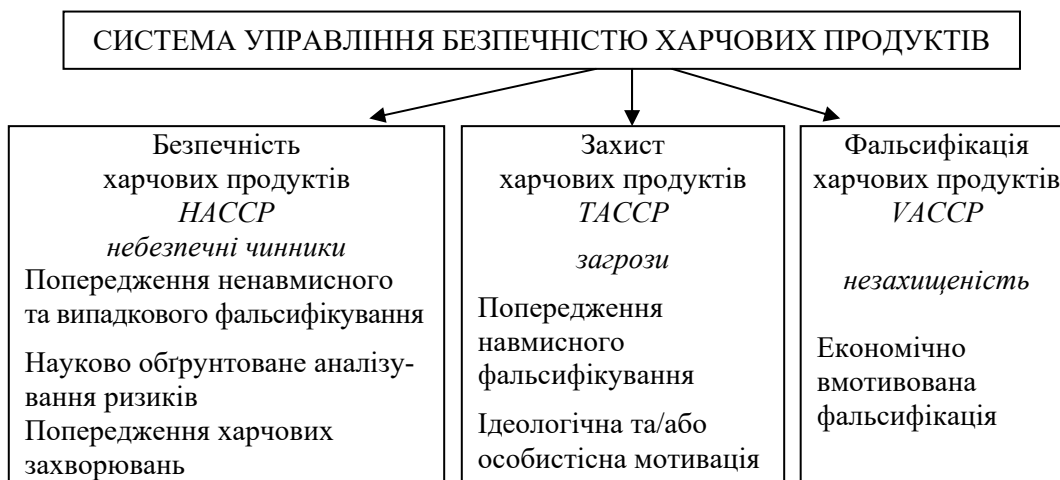 СИСТЕМА УПРАВЛІННЯ БЕЗПЕЧНІСТЮ ХАРЧОВИХ ПРОДУКТІВ
Безпечність
харчових продуктів
НАССР
небезпечні чинники
Попередження ненавмисного
та випадкового фальсифікування
Науково обґрунтоване аналізу-
вання ризиків
Попередження харчових
захворювань
Захист
харчових продуктів
ТАССР
загрози
Попередження
навмисного
фальсифікування
Ідеологічна та/або
особистісна мотивація
Фальсифікація
харчових продуктів
VACCP
незахищеність
Економічно
вмотивована
фальсифікація